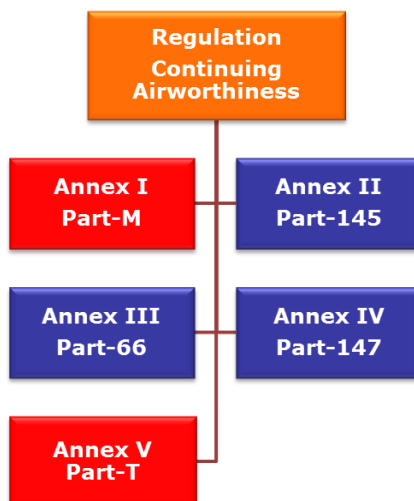 Regulation
Continuing
Airworthiness
Annex I
Part-M
Annex II
Part-145
Annex III
Part-66
Annex IV
Part-147
Annex V
Part-T